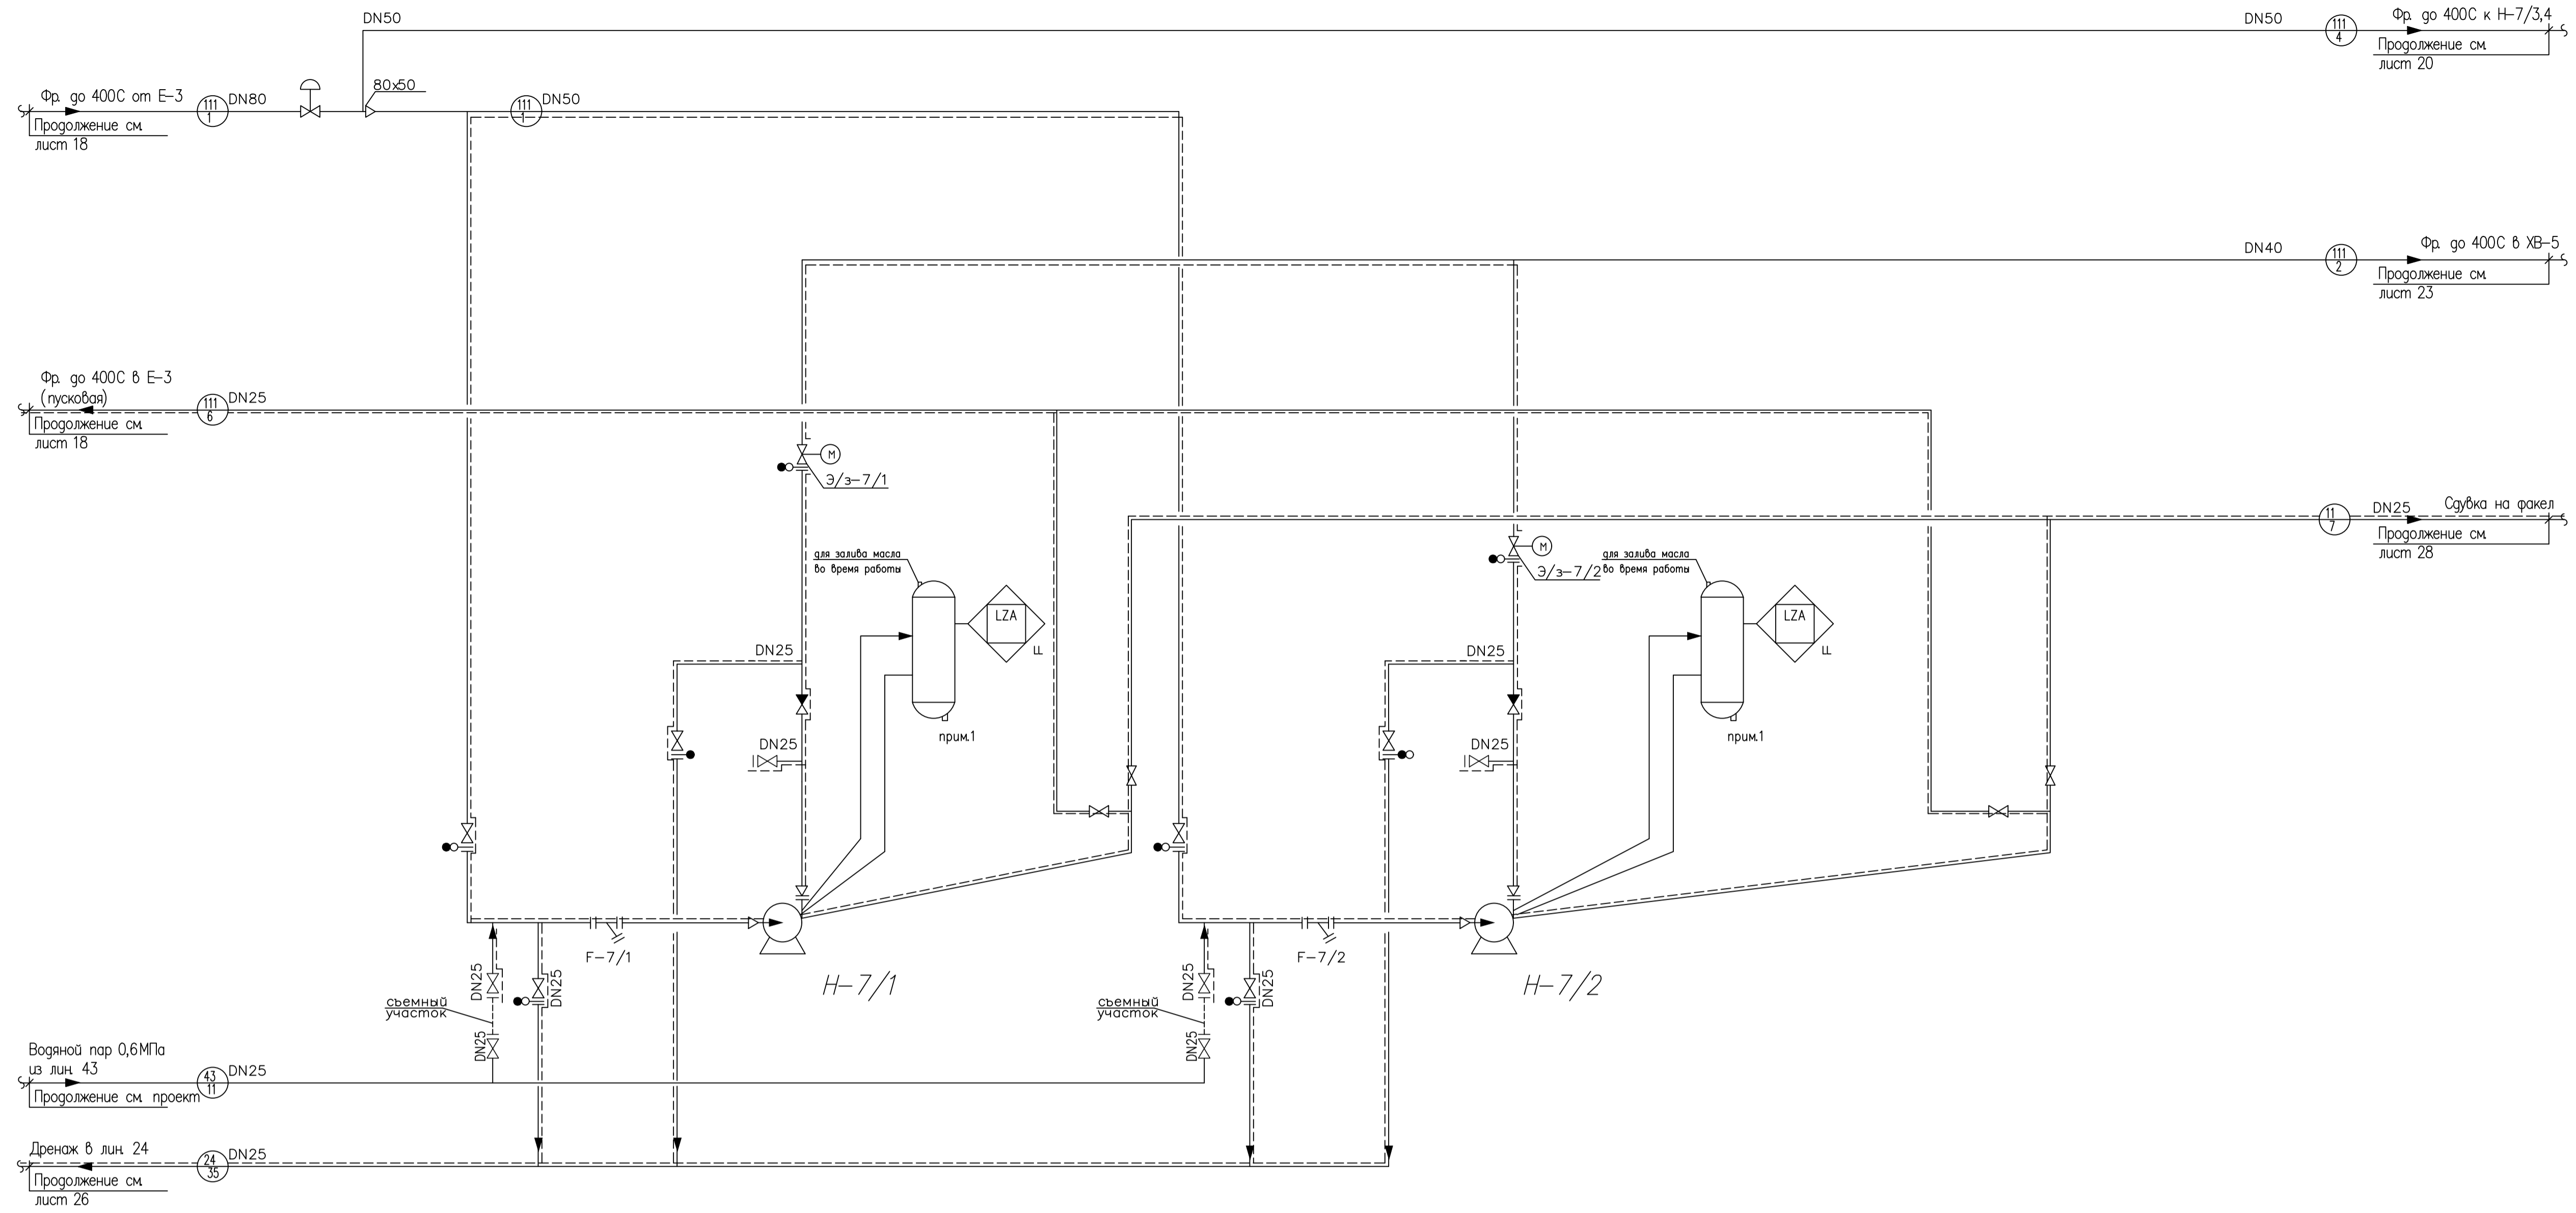 DN50
DN50
111
4
Фр. до 400С к Н-7/3,4
Продолжение см.
лист 20
Фр. до 400С от Е-3
111
1
DN80
80х50
111
1
DN50
Продолжение см.
лист 18
DN40
111
2
Фр. до 400С в ХВ-5
Продолжение см.
лист 23
Фр. до 400С в Е-3
(пусковая)
111
6
DN25
Продолжение см.
лист 18
М
Э/з-7/1
11
7
DN25
Сдувка на факел
Продолжение см.
лист 28
для залива масла
во время работы
М
Э/з-7/2
для залива масла
во время работы
LZA
LL
LZA
LL
DN25
DN25
прим.1
прим.1
DN25
DN25
F-7/1
F-7/2
Н-7/1
Н-7/2
DN25
DN25
съемный
участок
DN25
DN25
DN25
съемный
участок
DN25
Водяной пар 0,6МПа
из лин. 43
43
11
DN25
Продолжение см. проект
Дренаж в лин. 24
24
35
DN25
Продолжение см.
лист 26